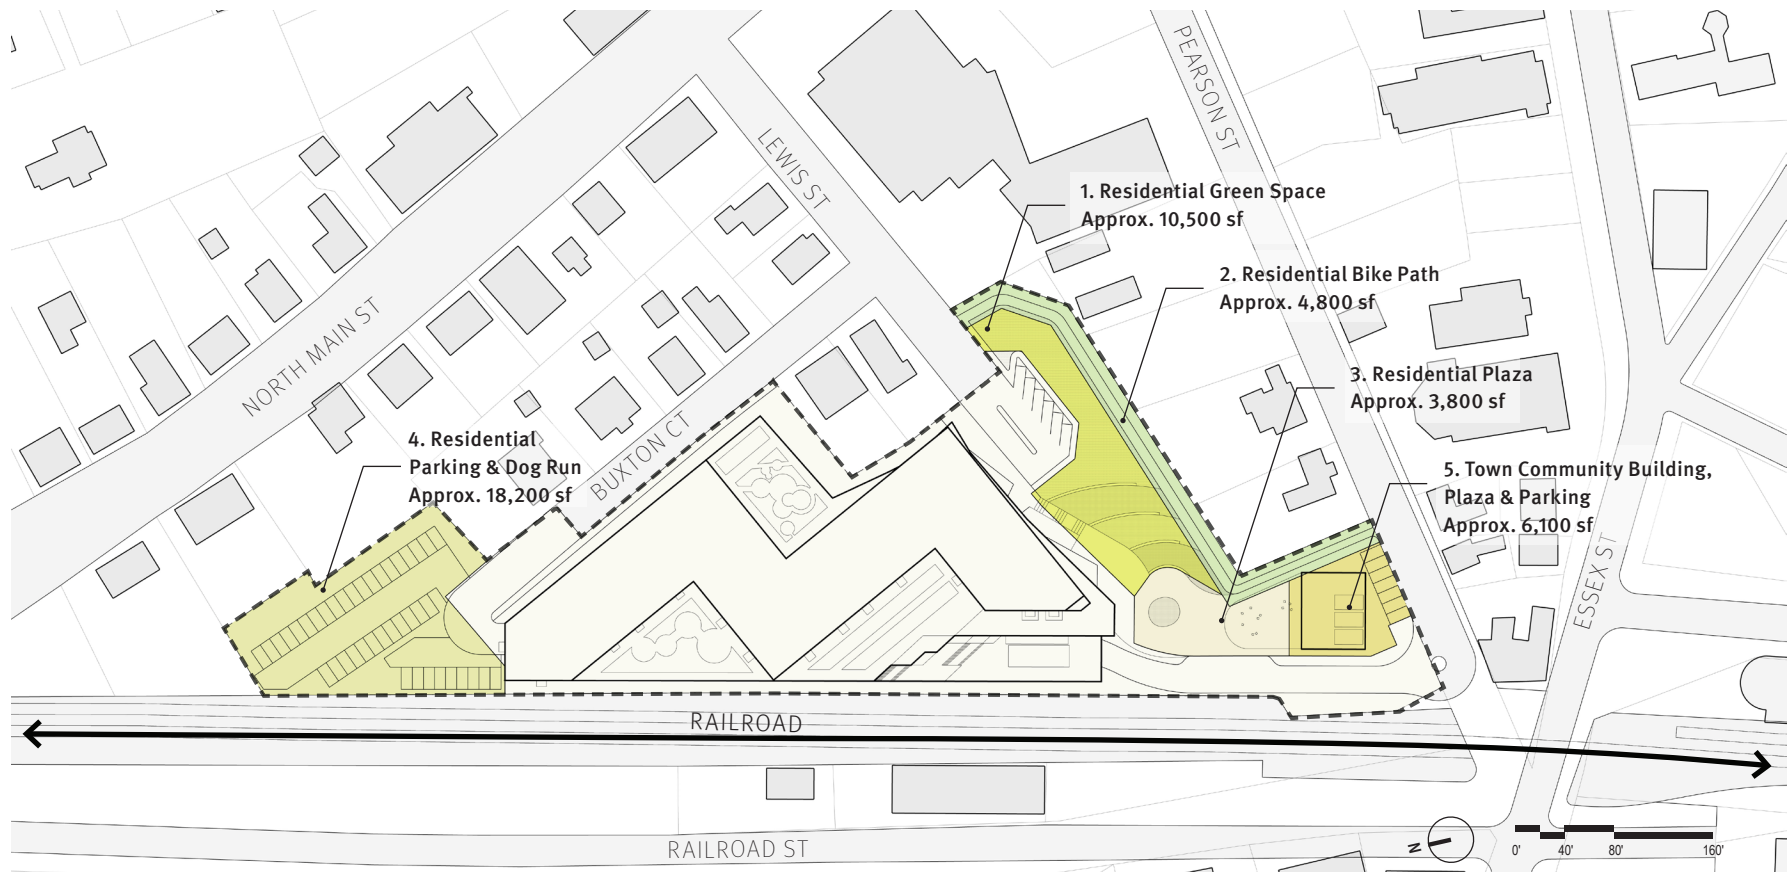 PEARSON ST
LEWIS ST
1. Residential Green Space
Approx. 10,500 sf
2. Residential Bike Path
Approx. 4,800 sf
NORTH MAIN ST
3. Residential Plaza
Approx. 3,800 sf
4. Residential
Parking & Dog Run
Approx. 18,200 sf
BUXTON CT
5. Town Community Building,
Plaza & Parking
Approx. 6,100 sf
ESSEX ST
RAILROAD
RAILROAD ST
N
0' 40' 80' 160'